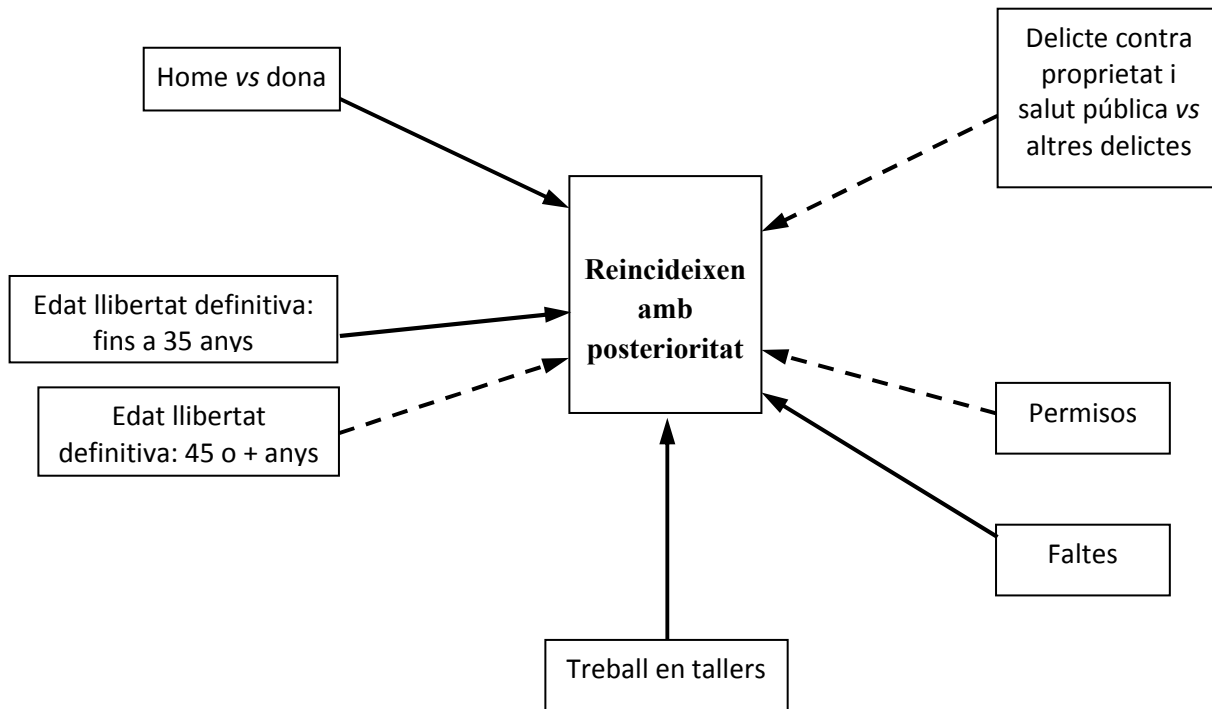 Home vs dona
Delicte contra
proprietat i
salut pública vs
altres delictes
Reincideixen
amb
posterioritat
Edat llibertat definitiva:
fins a 35 anys
Edat llibertat
definitiva: 45 o + anys
Permisos
Faltes
Treball en tallers